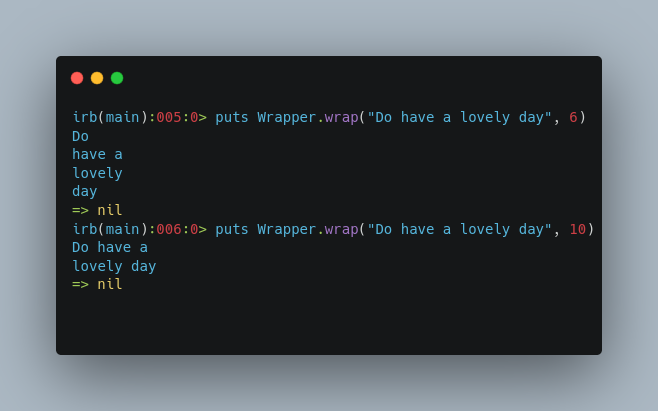 irb(main):005:0> puts Wrapper.wrap("Do have a lovely day", 6)
Do
have a
lovely
day
=> nil
irb(main):006:0> puts Wrapper.wrap("Do have a lovely day", 10)
Do have a
lovely day
=> nil